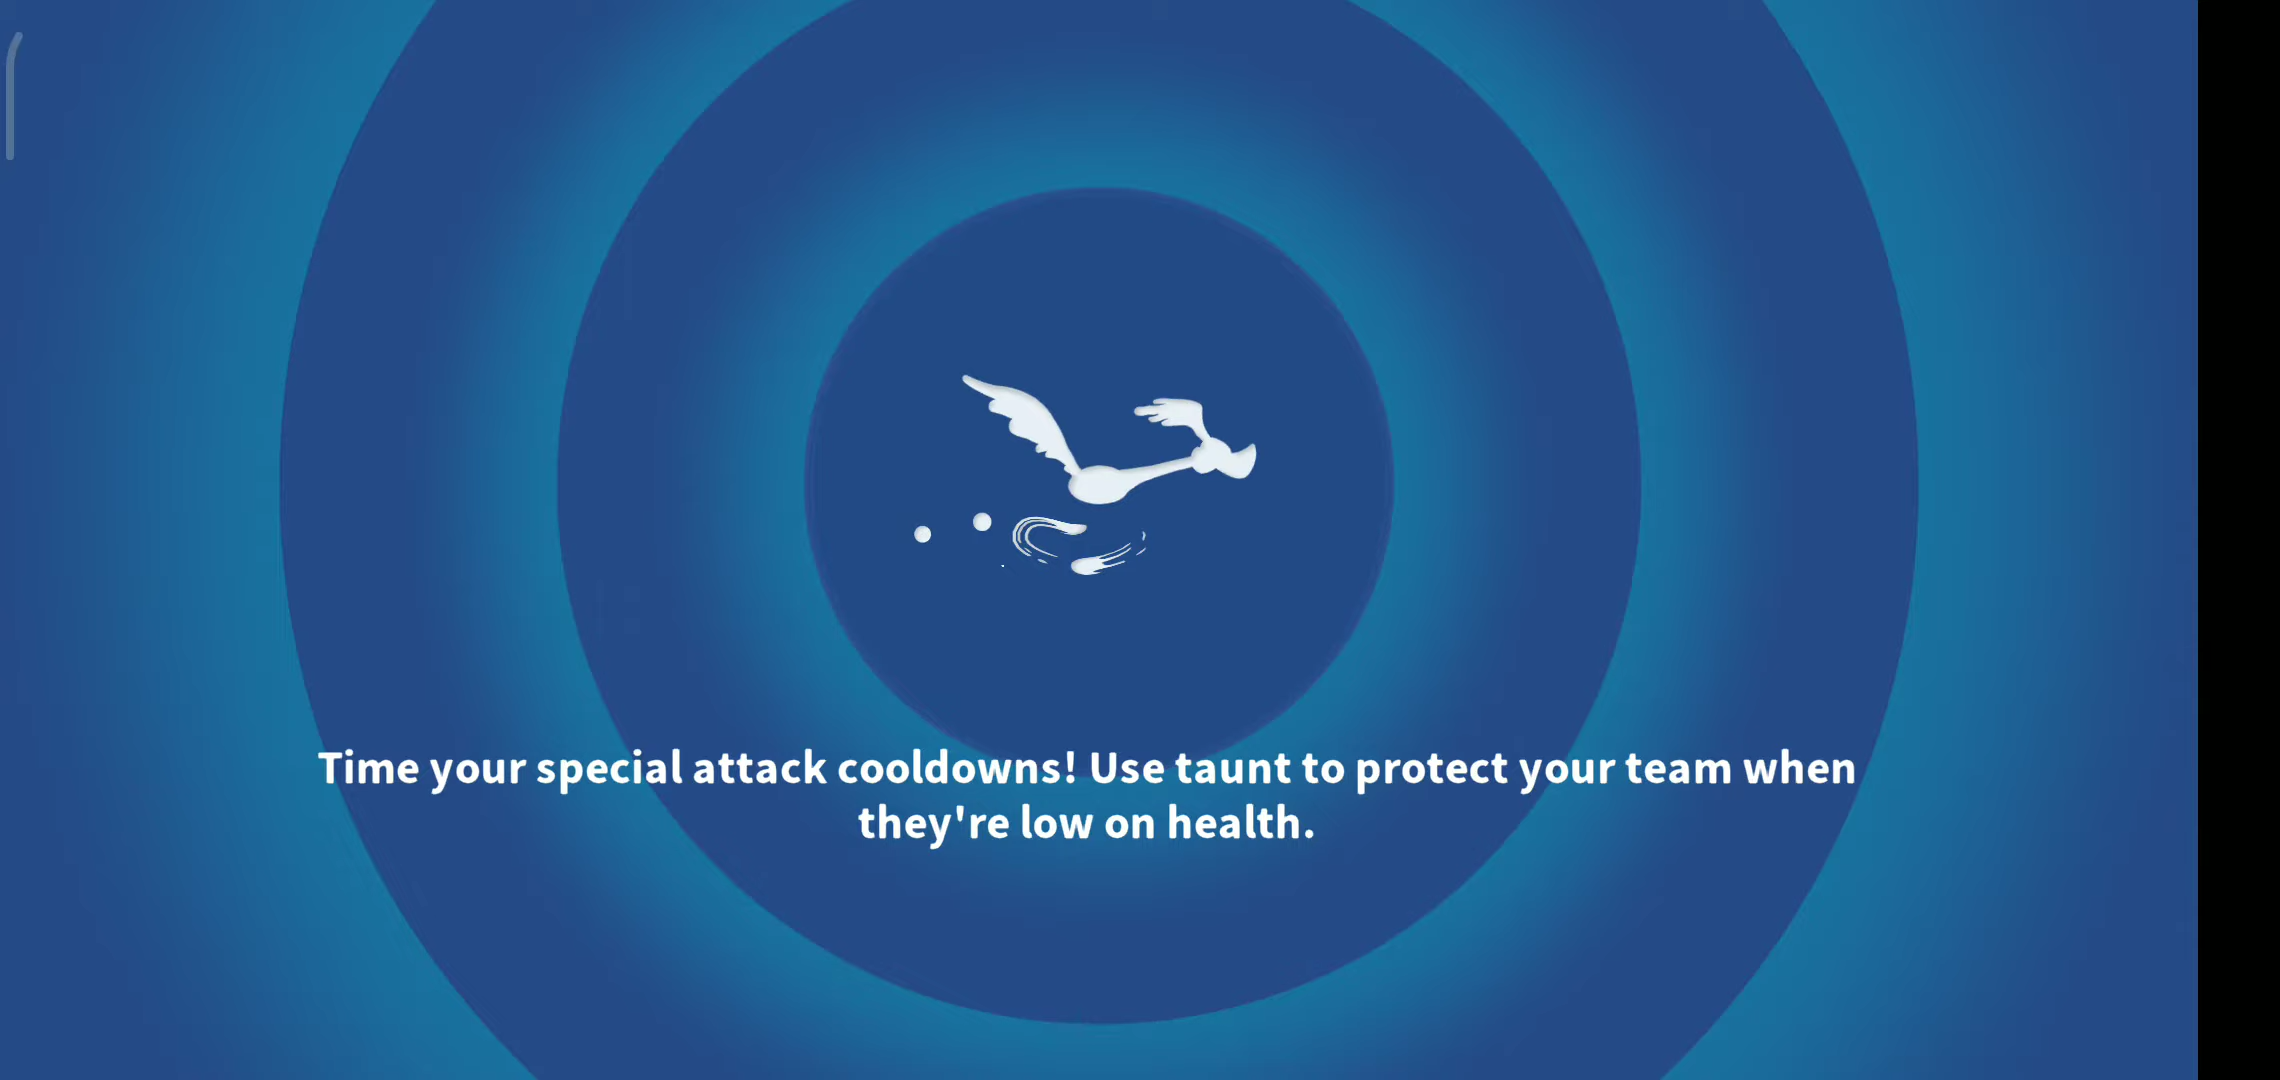 Time your special attack cooldowns! Use taunt to protect your team when
they're low on health.